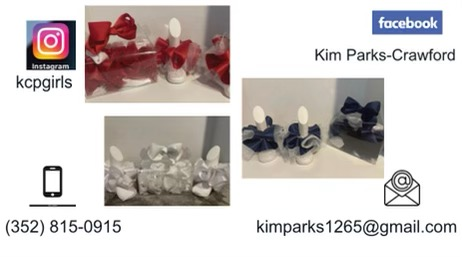 facebook
Instagram
kcpgirls
Kim Parks-Crawford
(352) 815-0915
kimparks1265@gmail.com